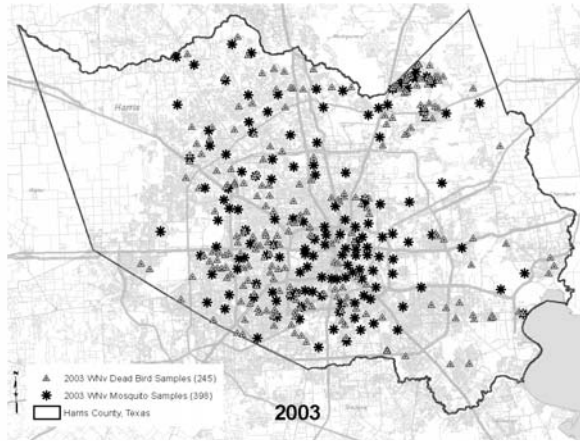 Harris
2003 WNv Dead Bird Samples (245)
2003 WNv Mosquito Samples (398)
Harris County, Texas
2003